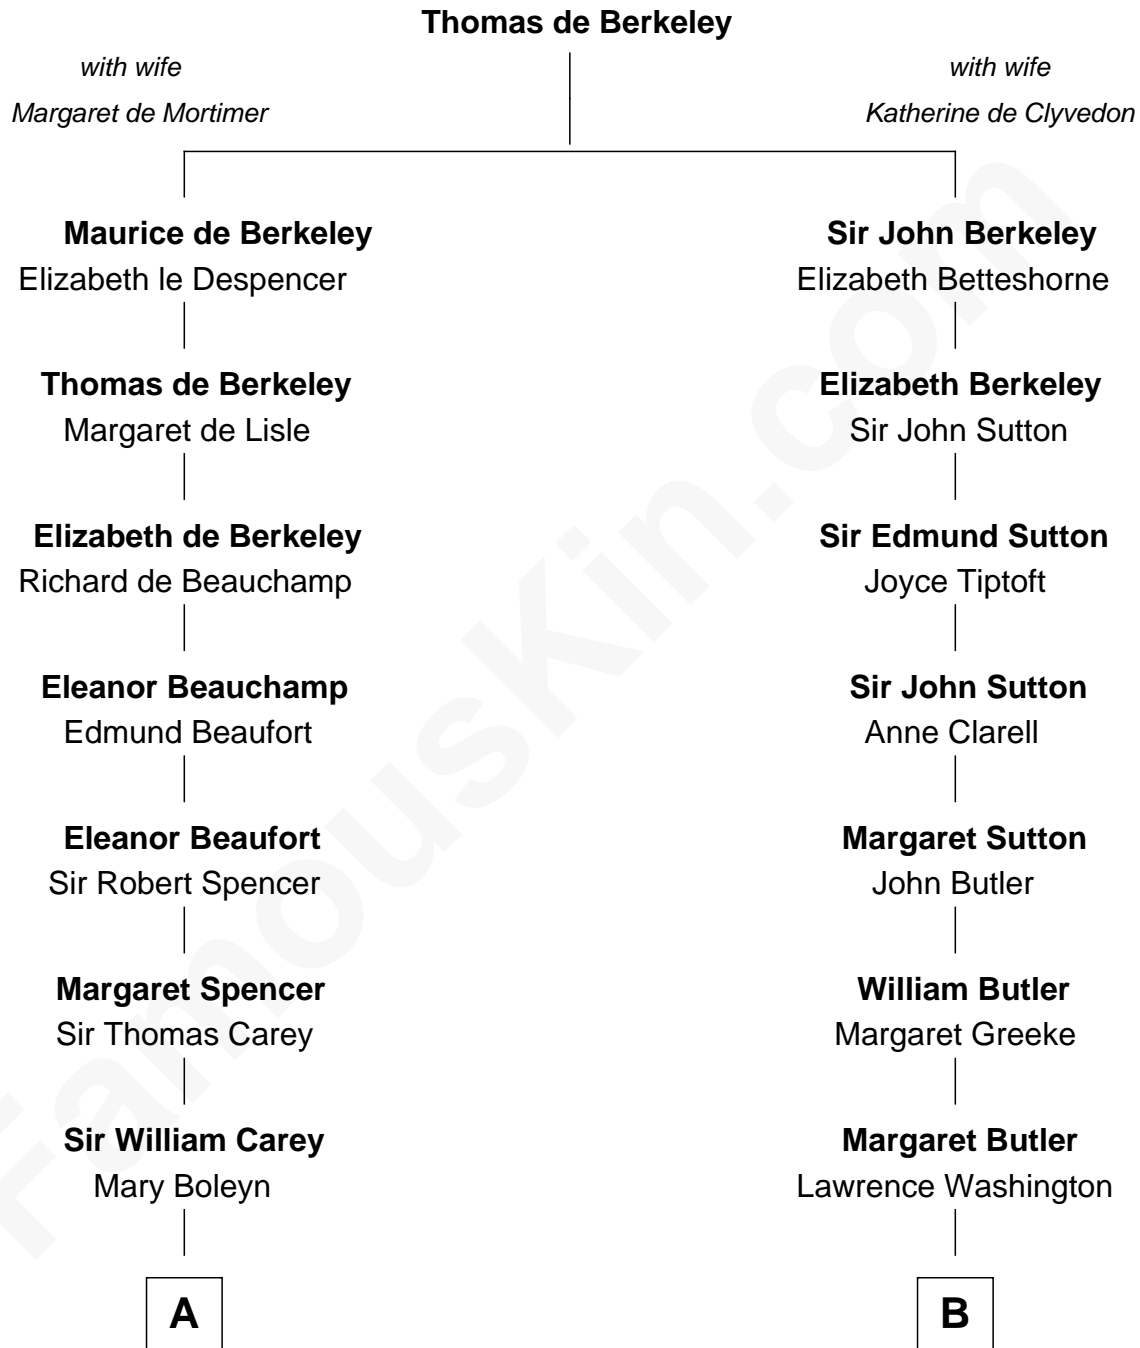 Thomas de Berkeley
with wife
Margaret de Mortimer
with wife
Katherine de Clyvedon
Maurice de Berkeley
Elizabeth le Despencer
Sir John Berkeley
Elizabeth Betteshorne
Thomas de Berkeley
Margaret de Lisle
Elizabeth Berkeley
Sir John Sutton
Elizabeth de Berkeley
Richard de Beauchamp
Sir Edmund Sutton
Joyce Tiptoft
Eleanor Beauchamp
Edmund Beaufort
Sir John Sutton
Anne Clarell
Eleanor Beaufort
Sir Robert Spencer
Margaret Sutton
John Butler
Margaret Spencer
Sir Thomas Carey
William Butler
Margaret Greeke
Sir William Carey
Mary Boleyn
Margaret Butler
Lawrence Washington
A
B
FamousKin.com